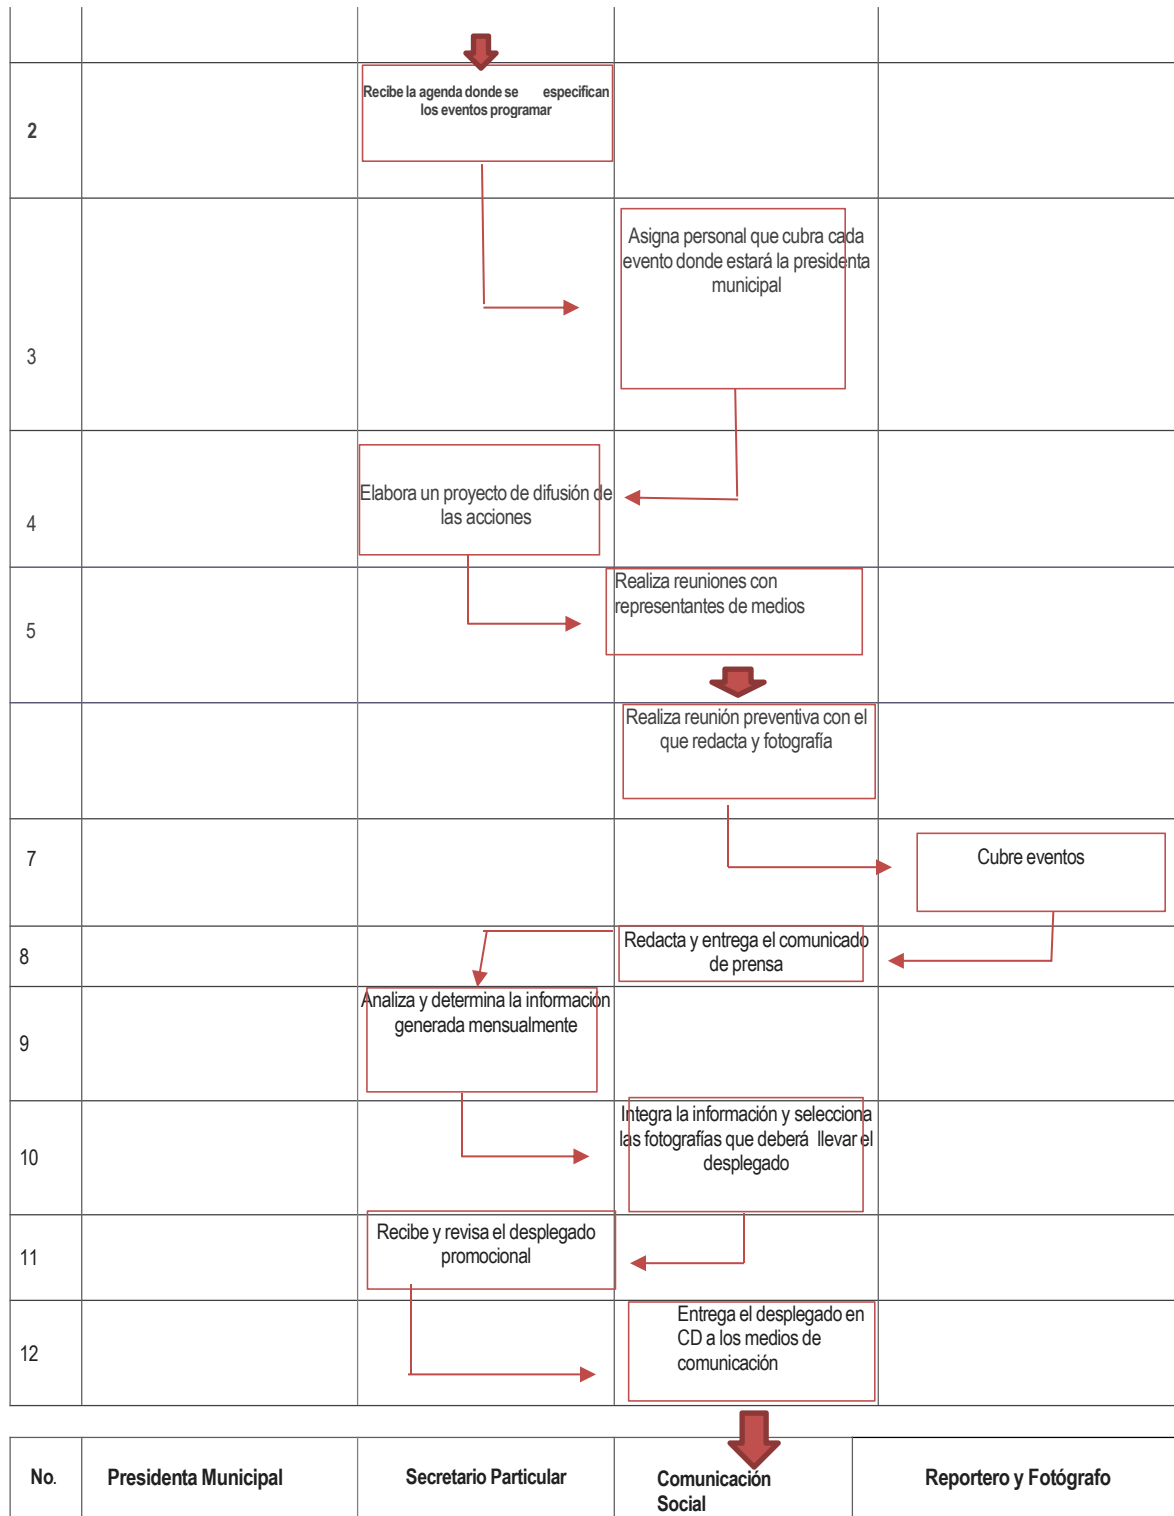 Recibe la agenda donde se especifican
los eventos programar
2
Asigna personal que cubra cada
evento donde estará la presidenta
municipal
3
Elabora un proyecto de difusión de
las acciones
4
Realiza reuniones con
representantes de medios
5
Realiza reunión preventiva con el
que redacta y fotografía
7
Cubre eventos
Redacta y entrega el comunicado
de prensa
8
Analiza y determina la información
generada mensualmente
9
Integra la información y selecciona
las fotografías que deberá llevar el
desplegado
10
Recibe y revisa el desplegado
promocional
11
Entrega el desplegado en
CD a los medios de
comunicación
12
No.
Presidenta Municipal
Secretario Particular
Comunicación
Social
Reportero y Fotógrafo